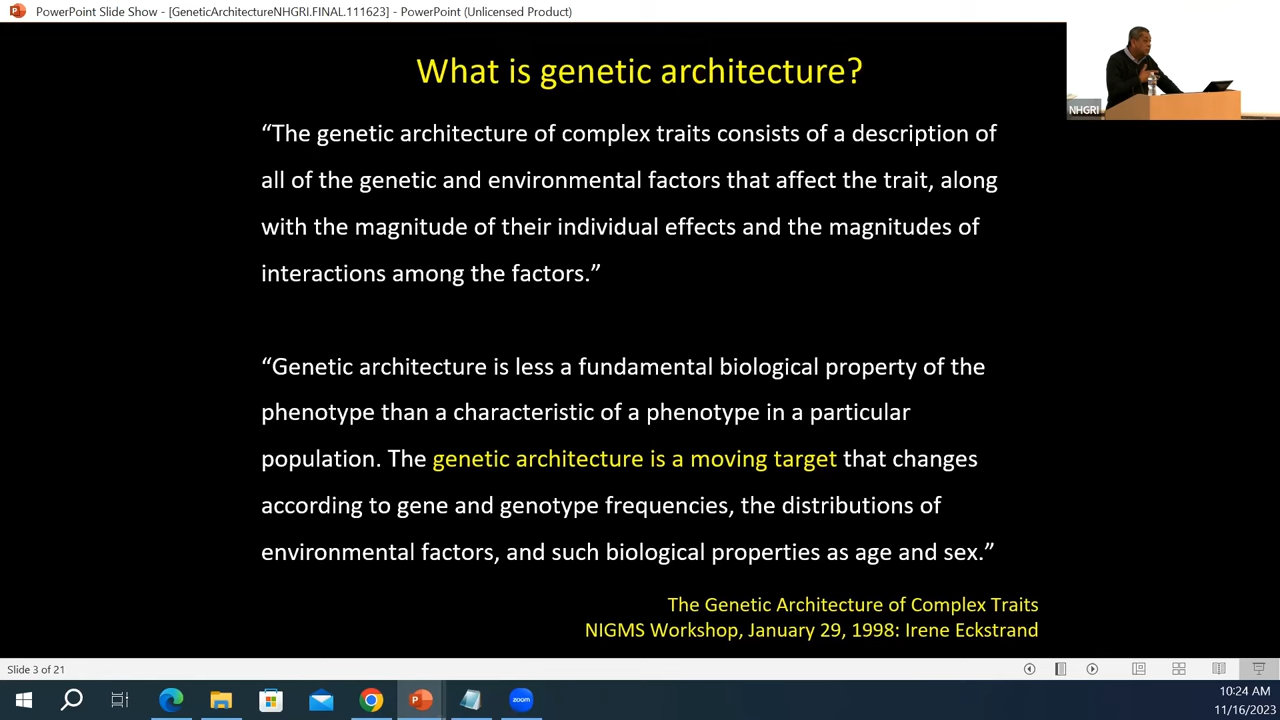 PowerPoint Slide Show - [GeneticArchitectureNHGRI.FINAL.111623] - PowerPoint (Unlicensed Product)
What is genetic architecture?
NHGRI
“The genetic architecture of complex traits consists of a description of
all of the genetic and environmental factors that affect the trait, along
with the magnitude of their individual effects and the magnitudes of
interactions among the factors.”
“Genetic architecture is less a fundamental biological property of the
phenotype than a characteristic of a phenotype in a particular
population. The genetic architecture is a moving target that changes
according to gene and genotype frequencies, the distributions of
environmental factors, and such biological properties as age and sex.”
The Genetic Architecture of Complex Traits
NIGMS Workshop, January 29, 1998: Irene Eckstrand
Slide 3 of 21
zoom
10:24 AM
11/16/2023